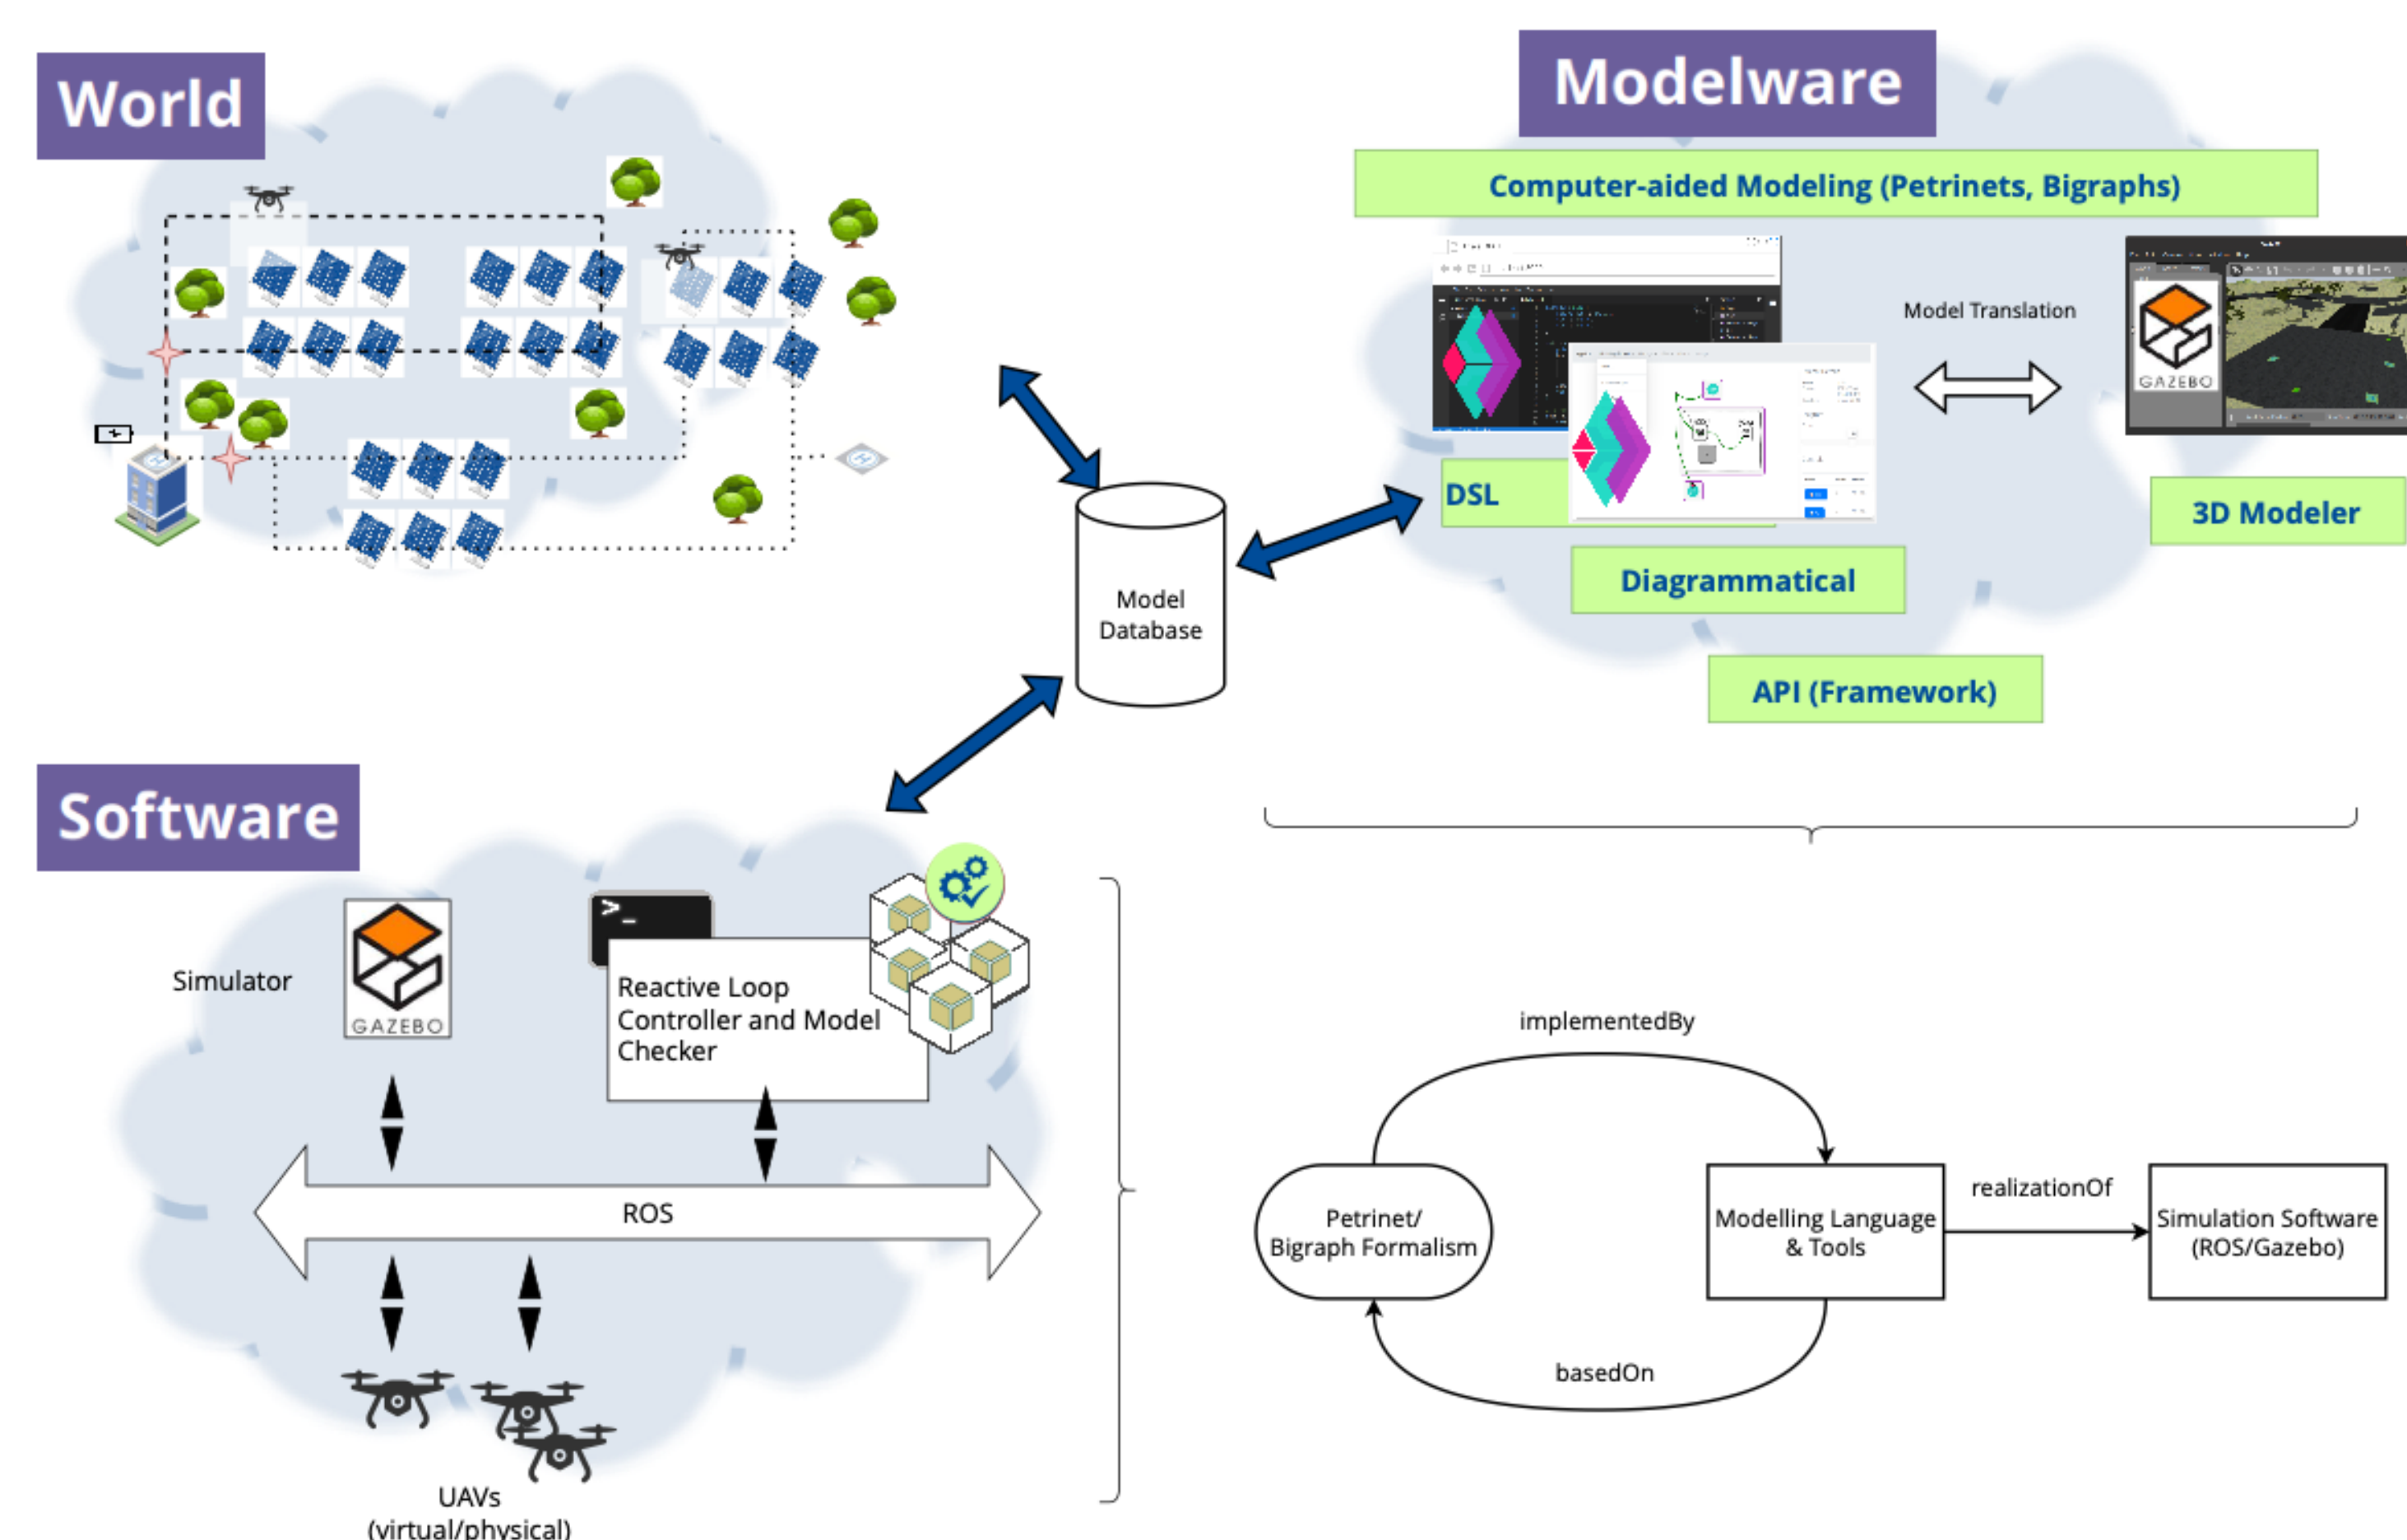 World
Modelware
Computer-aided Modeling (Petrinets, Bigraphs)
Model Translation
GAZEBO
DSL
3D Modeler
Diagrammatical
API (Framework)
Model
Database
Software
Simulator
GAZEBO
>_
Reactive Loop
Controller and Model
Checker
ROS
UAVs
(virtual/physical)
implementedBy
Petrinet/
Bigraph Formalism
Modelling Language
& Tools
realizationOf
Simulation Software
(ROS/Gazebo)
basedOn